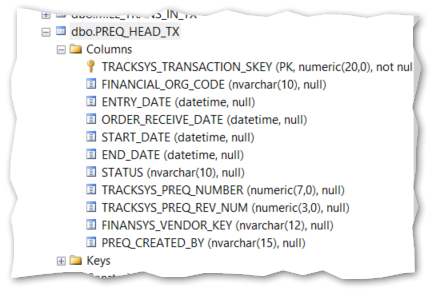 dbo.PREQ_HEAD_TX
Columns
TRACKSYS_TRANSACTION_SKEY (PK, numeric(20,0), not nul
FINANCIAL_ORG_CODE (nvarchar(10), null)
ENTRY_DATE (datetime, null)
ORDER_RECEIVE_DATE (datetime, null)
START_DATE (datetime, null)
END_DATE (datetime, null)
STATUS (nvarchar(10), null)
TRACKSYS_PREQ_NUMBER (numeric(7,0), null)
TRACKSYS_PREQ_REV_NUM (numeric(3,0), null)
FINANSYS_VENDOR_KEY (nvarchar(12), null)
PREQ_CREATED_BY (nvarchar(15), null)
Keys